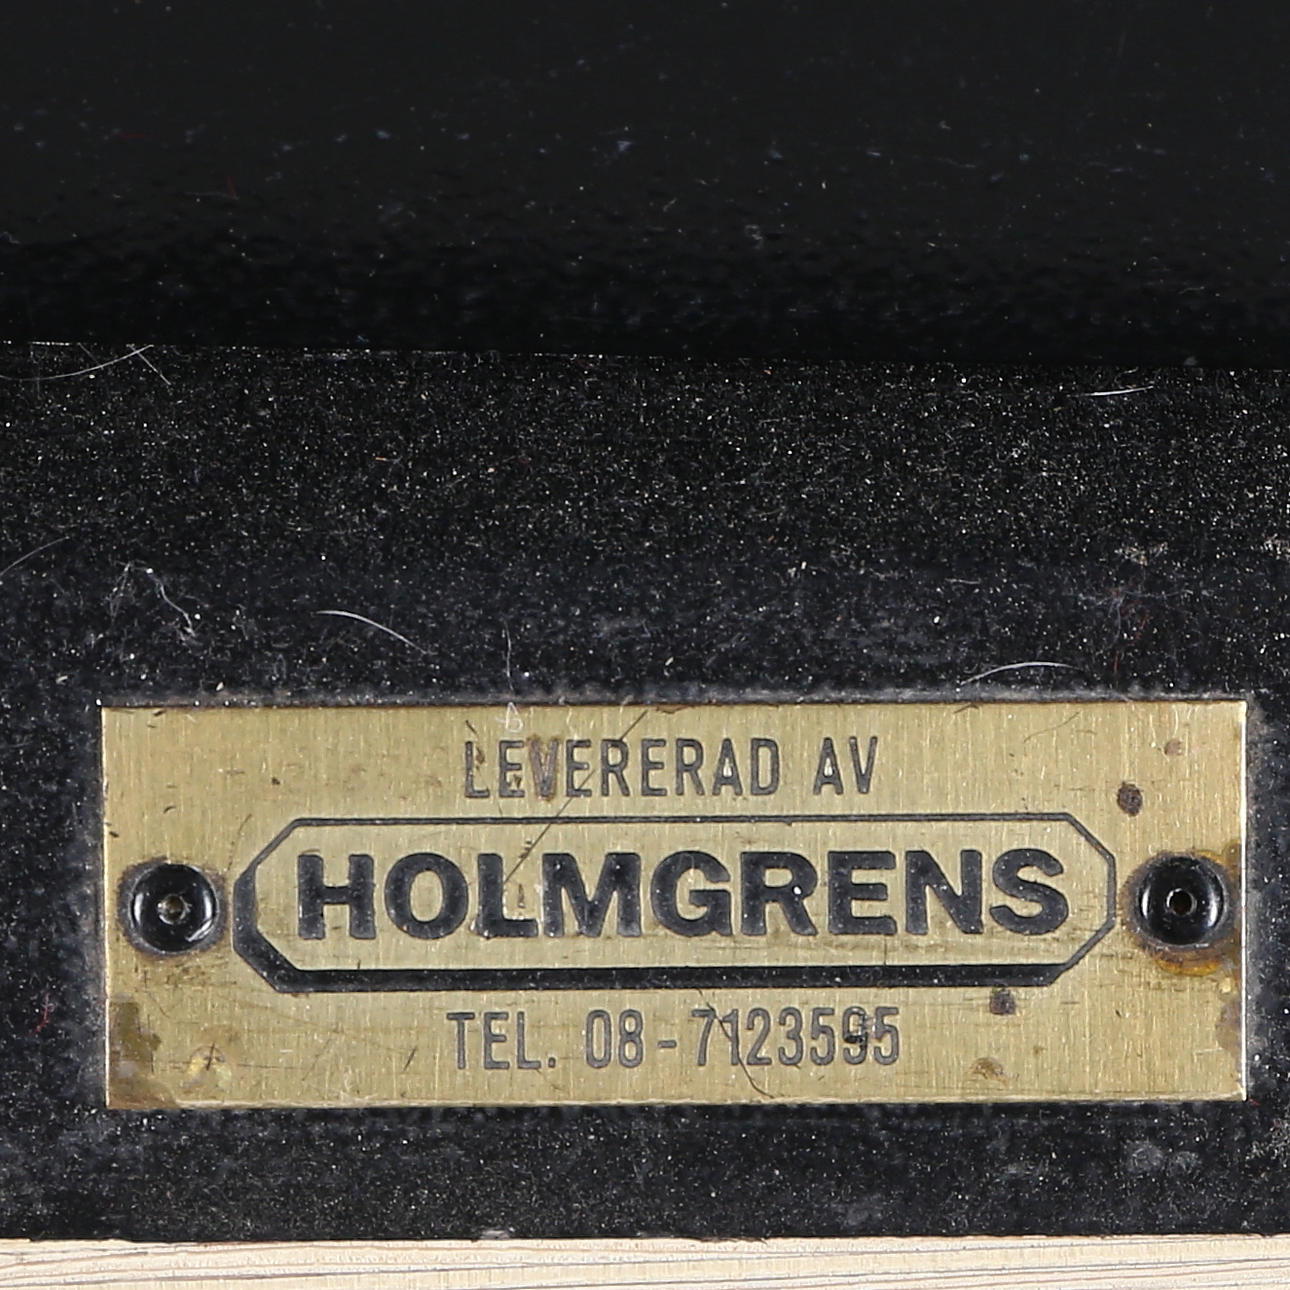 LEVERERAD AV
HOLMGRENS
TEL. 08-7123595